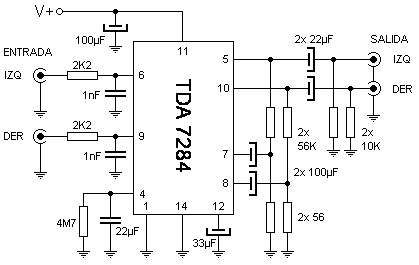 V+
100µF
2x 22µF
SALIDA
ENTRADA
11
5
IZQ
2K2
IZQ
6
10
DER
1nF
TDA 7284
DER
2K2
9
2x
56K
2x
10K
1nF
7
2x 100µF
8
4
4M7
22µF
1
14
12
33µF
2x 56